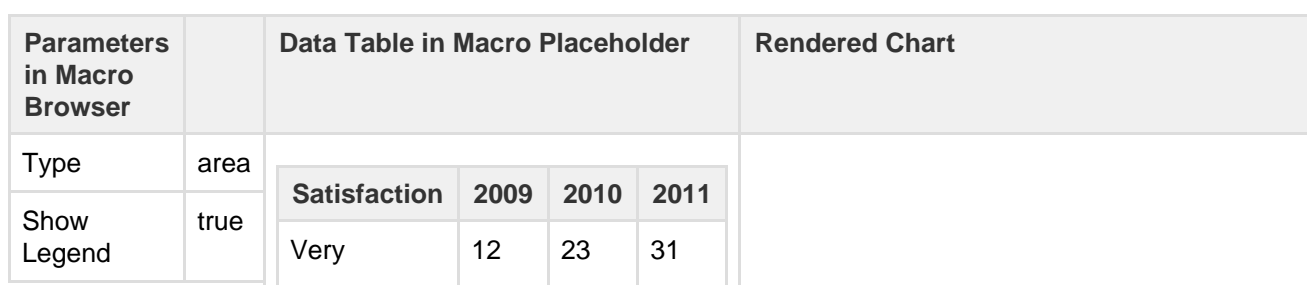 Parameters Data Table in Macro Placeholder Rendered Chart
in Macro
Browser
Type area
Satisfaction 2009 2010 2011
Show true
Legend
Very 12 23 31